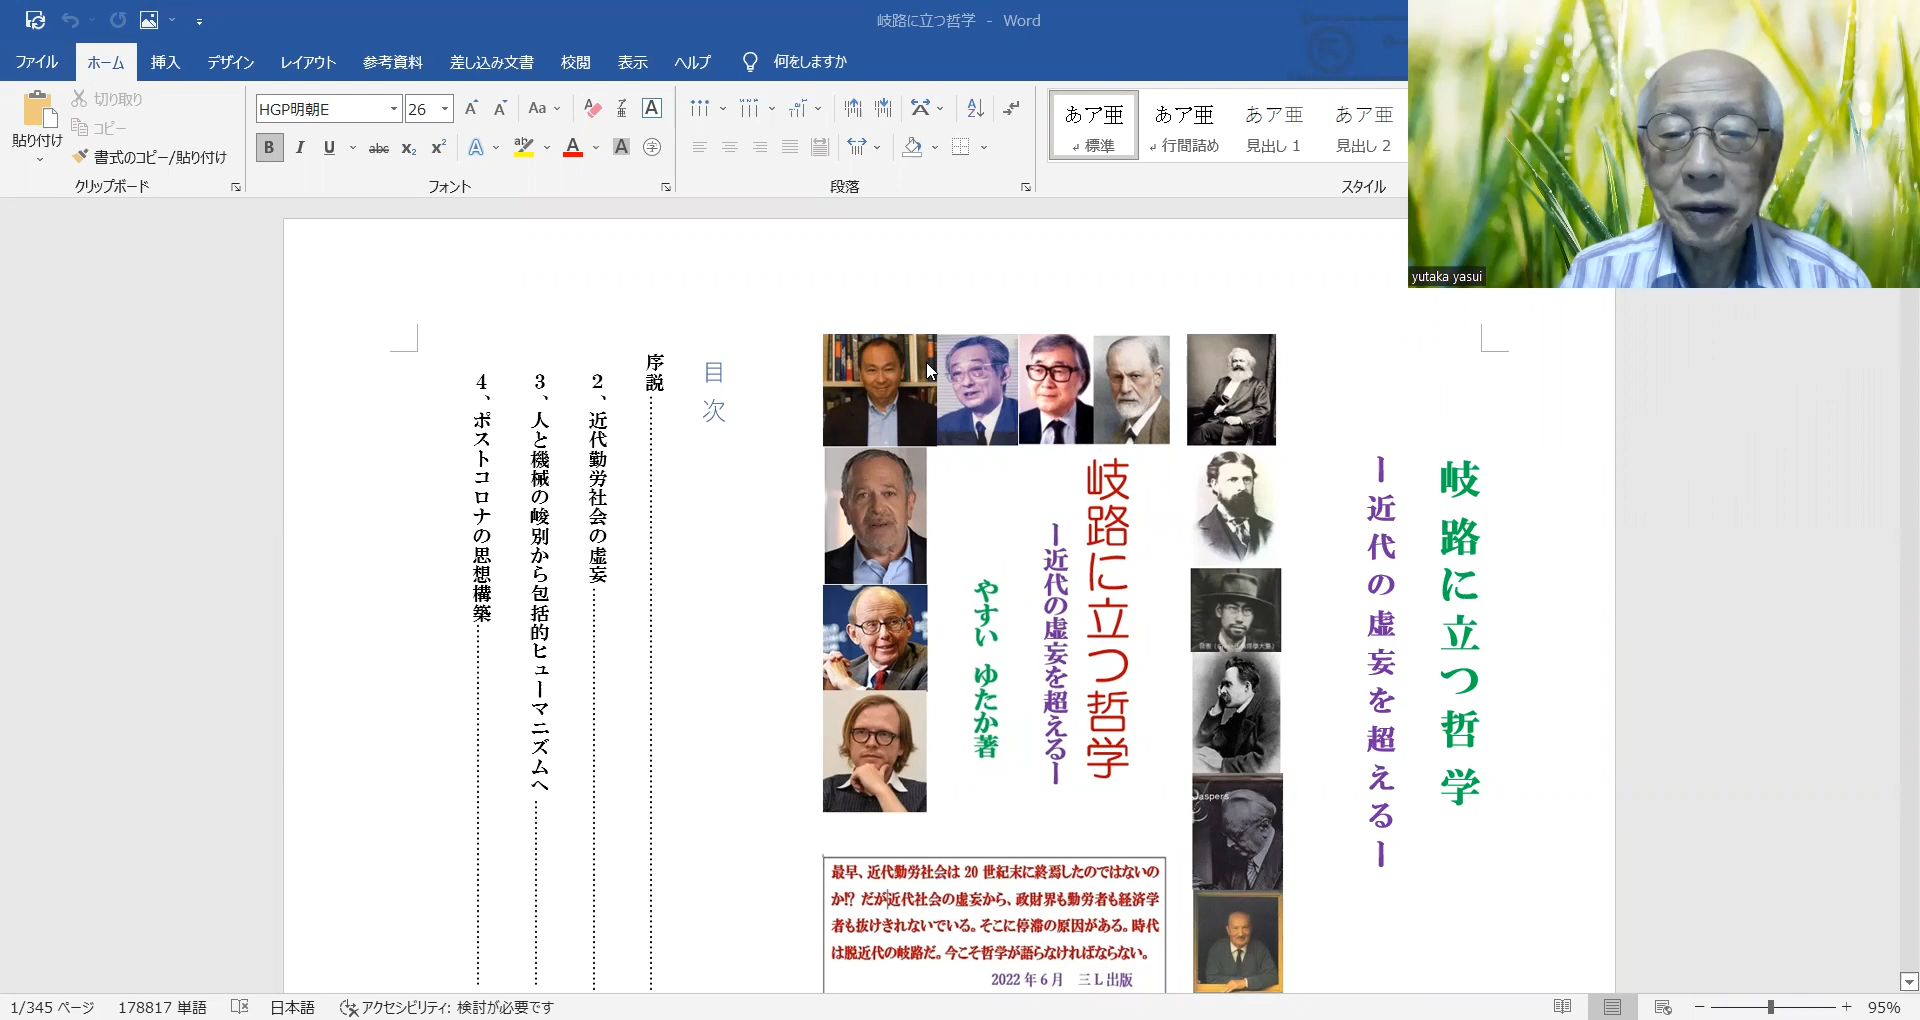 岐路に立つ哲学 - Word
ファイル
ホーム
挿入
デザイン
レイアウト
参考資料
差し込み文書
校閲
表示
ヘルプ
何をしますか
貼り付け
切り取り
コピー
書式のコピー/貼り付け
クリップボード
HGP明朝E
26
Aa
A
B
I
U
abc
x₂
x²
A
A
A
字
フォント
段落
あア亜
標準
あア亜
行間詰め
あア亜
見出し 1
あア亜
見出し 2
スタイル
yutaka yasui
岐路に立つ哲学
ー近代の虚妄を超えるー
岐路に立つ哲学
ー近代の虚妄を超えるー
やすい ゆたか著
最早、近代勤労社会は 20 世紀末に終焉したのではないの
か!? だが近代社会の虚妄から、政財界も勤労者も経済学
者も抜けきれないでいる。そこに停滞の原因がある。時代
は脱近代の岐路だ。今こそ哲学が語らなければならない。
2022 年 6 月 三 L 出版
目次
序説
2、近代勤労社会の虚妄
3、人と機械の峻別から包括的ヒューマニズムへ
4、ポストコロナの思想構築
1/345 ページ
178817 単語
日本語
アクセシビリティ: 検討が必要です
95%